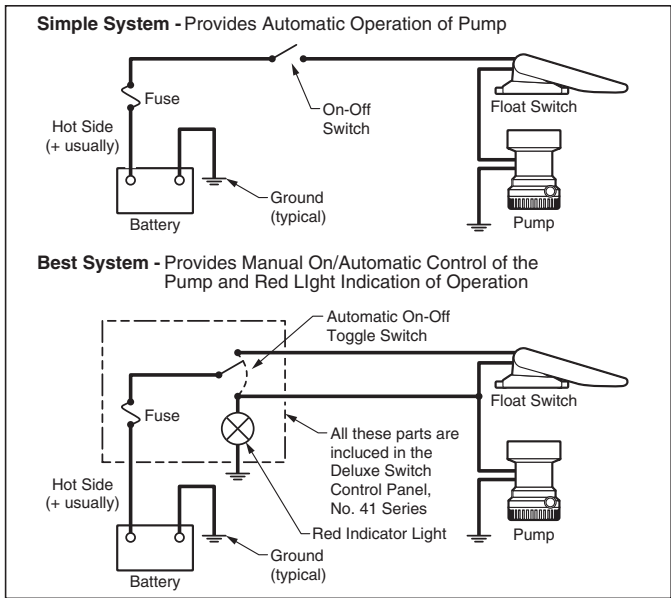 Simple System - Provides Automatic Operation of Pump
Fuse
On-Off
Switch
Float Switch
Hot Side
(+ usually)
Ground
(typical)
Battery
Pump
Best System - Provides Manual On/Automatic Control of the
Pump and Red LIght Indication of Operation
Automatic On-Off
Toggle Switch
Float Switch
Fuse
All these parts are
inclucED in the
Deluxe Switch
Control Panel,
No. 41 Series
Hot Side
(+ usually)
Red Indicator Light
Pump
Ground
(typical)
Battery